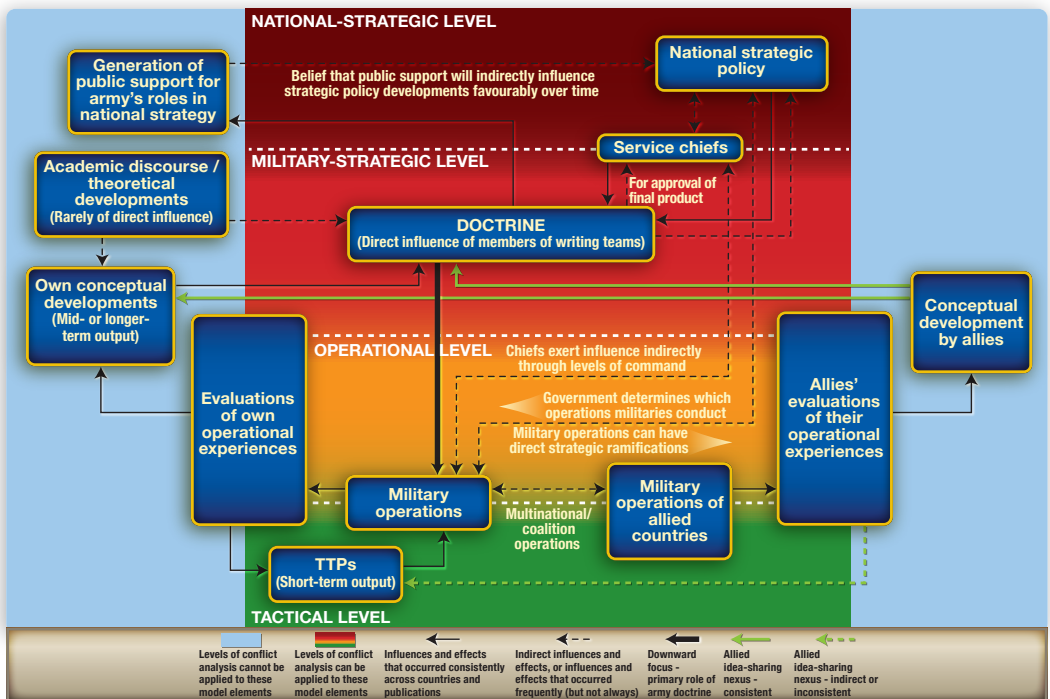 NATIONAL-STRATEGIC LEVEL
National strategic
policy
Generation of
public support for
army's roles in
national strategy
Belief that public support will indirectly influence
strategic policy developments favourably over time
Service chiefs
MILITARY-STRATEGIC LEVEL
Academic discourse /
theoretical
developments
(Rarely of direct influence)
For approval of
final product
DOCTRINE
(Direct influence of members of writing teams)
Own conceptual
developments
(Mid- or longer-
term output)
Conceptual
development
by allies
OPERATIONAL LEVEL
Chiefs exert influence indirectly
through levels of command
Evaluations
of own
operational
experiences
Allies'
evaluations
of their
operational
experiences
Government determines which
operations militaries conduct
Military operations can have
direct strategic ramifications
Military
operations
Military
operations of
allied
countries
Multinational/
coalition
operations
TTPs
(Short-term output)
TACTICAL LEVEL
Levels of conflict
analysis cannot be
applied to these
model elements
Levels of conflict
analysis can be
applied to these
model elements
Influences and effects
that occurred consistently
across countries and
publications
Indirect influences and
effects, or influences and
effects that occurred
frequently (but not always)
Downward
focus -
primary role of
army doctrine
Allied
idea-sharing
nexus -
consistent
Allied
idea-sharing
nexus - indirect or
inconsistent